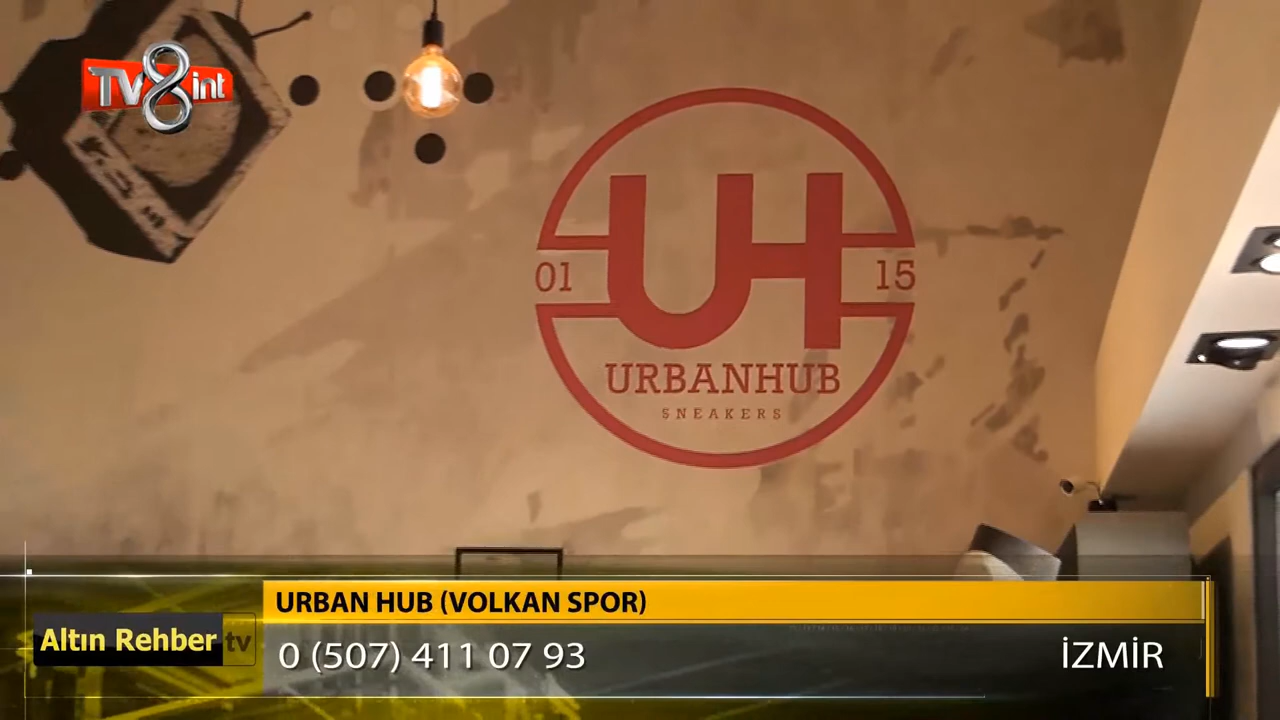 TV8int
UH
01 15
URBANHUB
SNEAKERS
URBAN HUB (VOLKAN SPOR)
Altın Rehber tv
0 (507) 411 07 93
İZMİR